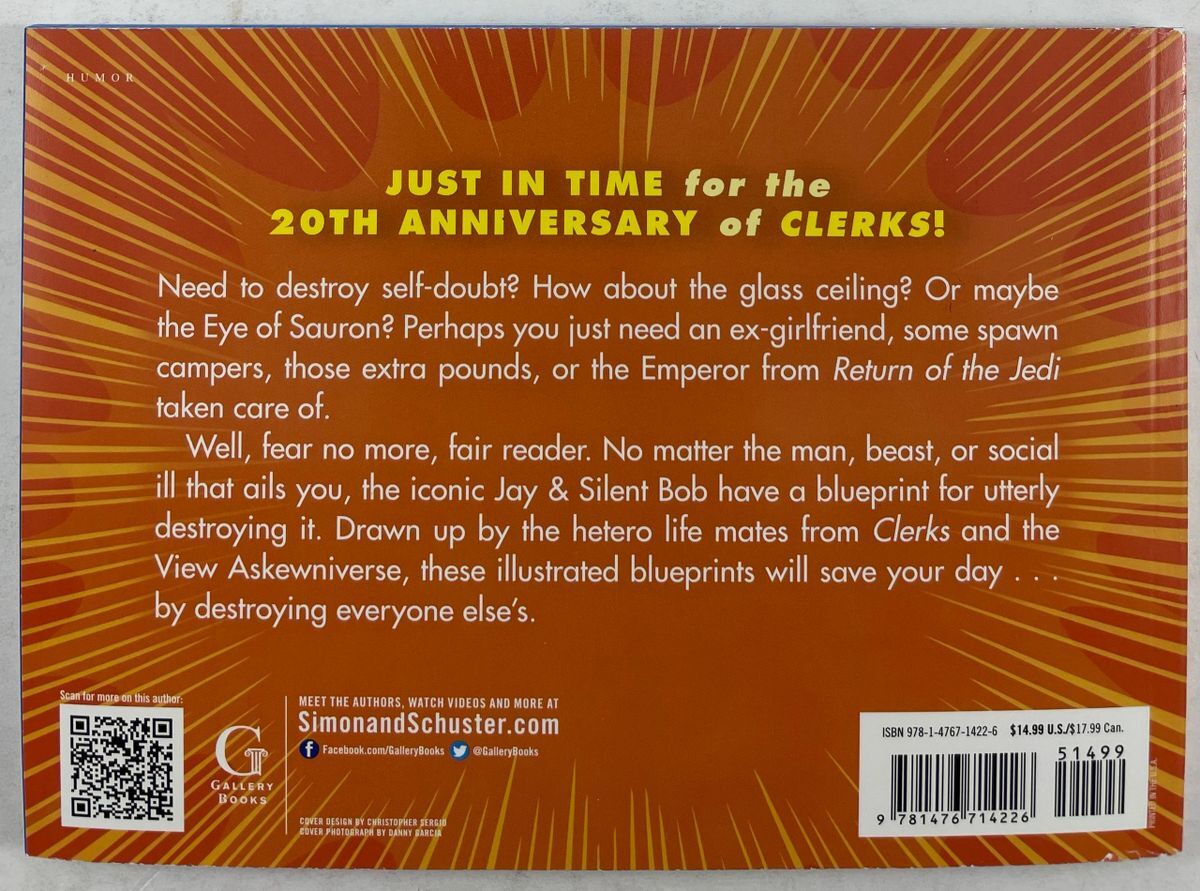 HUMOR
JUST IN TIME for the
20TH ANNIVERSARY of CLERKS!
Need to destroy self-doubt? How about the glass ceiling? Or maybe
the Eye of Sauron? Perhaps you just need an ex-girlfriend, some spawn
campers, those extra pounds, or the Emperor from Return of the Jedi
taken care of.
Well, fear no more, fair reader. No matter the man, beast, or social
ill that ails you, the iconic Jay & Silent Bob have a blueprint for utterly
destroying it. Drawn up by the hetero life mates from Clerks and the
View Askewniverse, these illustrated blueprints will save your day . . .
by destroying everyone else's.
Scan for more on this author:
G
GALLERY
BOOKS
MEET THE AUTHORS, WATCH VIDEOS AND MORE AT
SimonandSchuster.com
f Facebook.com/GalleryBooks @GalleryBooks
COVER DESIGN BY CHRISTOPHER SERGIO
COVER PHOTOGRAPH BY DANNY GARCIA
ISBN 978-1-4767-1422-6 $14.99 U.S./$17.99 Can.
51499
9 781476 714226
PRINTED IN THE U.S.A.